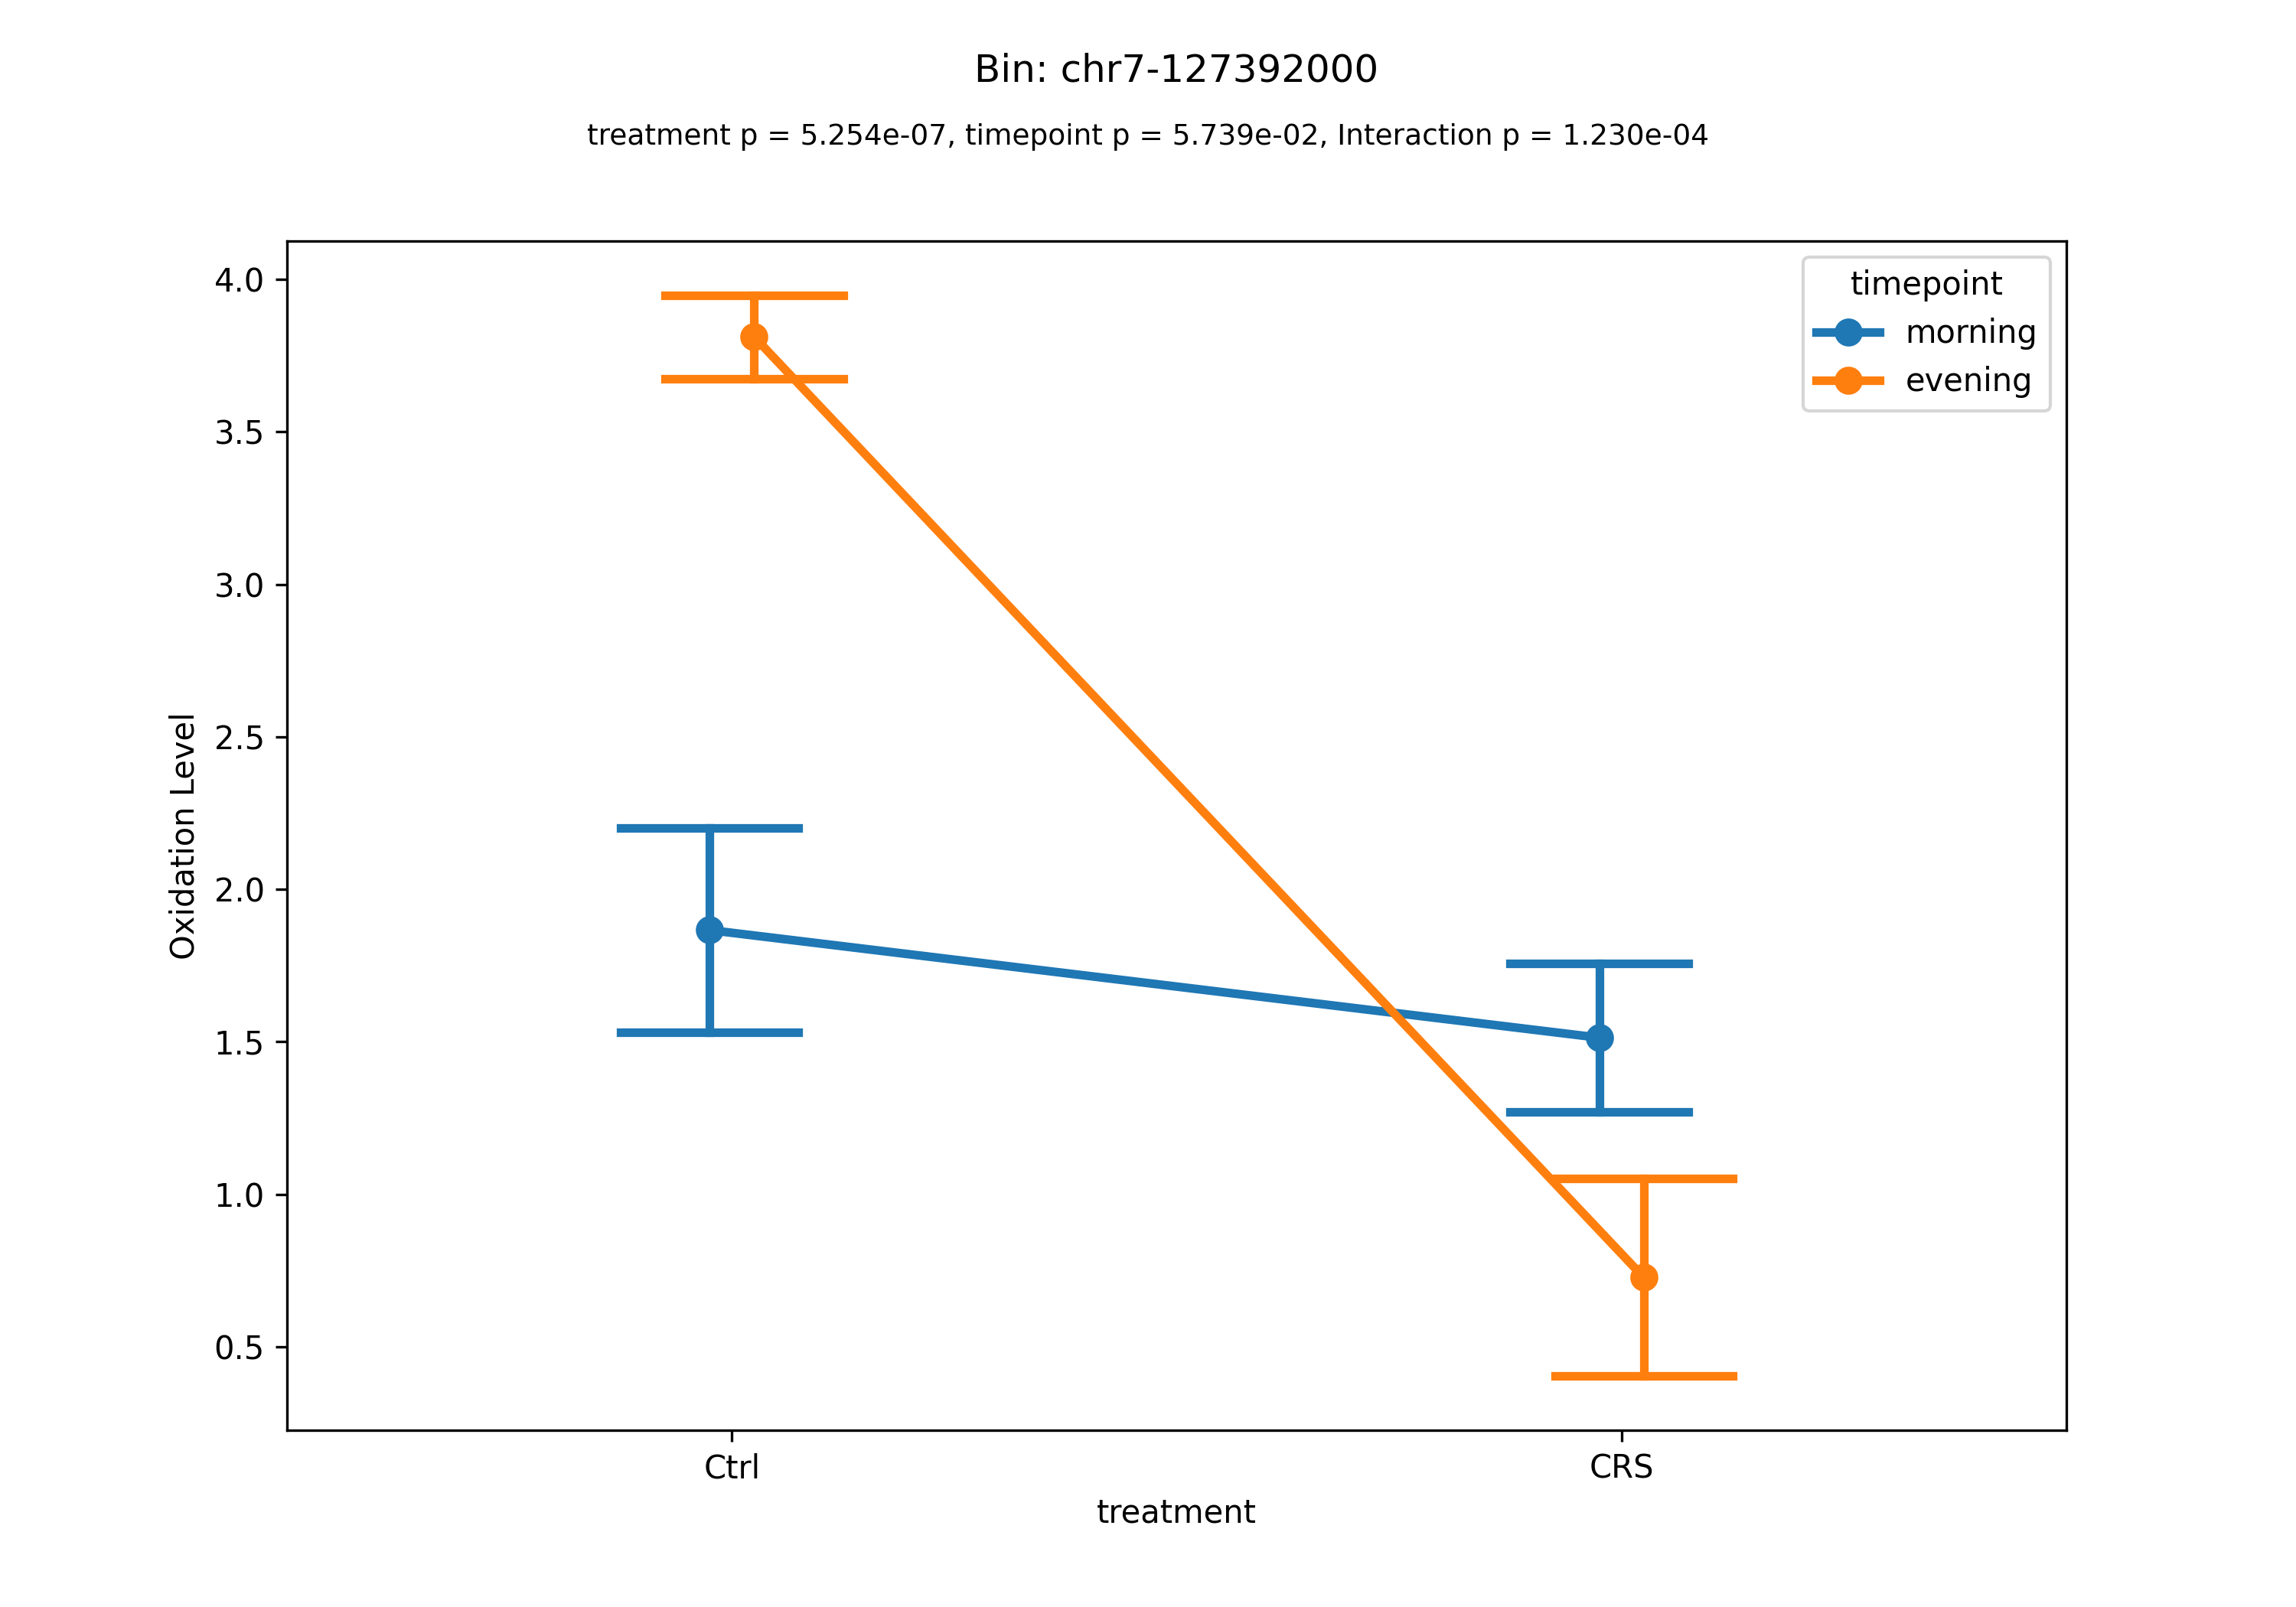 Bin: chr7-127392000
treatment p = 5.254e-07, timepoint p = 5.739e-02, Interaction p = 1.230e-04
timepoint
morning
evening
4.0
3.5
3.0
2.5
2.0
1.5
1.0
0.5
Oxidation Level
Ctrl
CRS
treatment